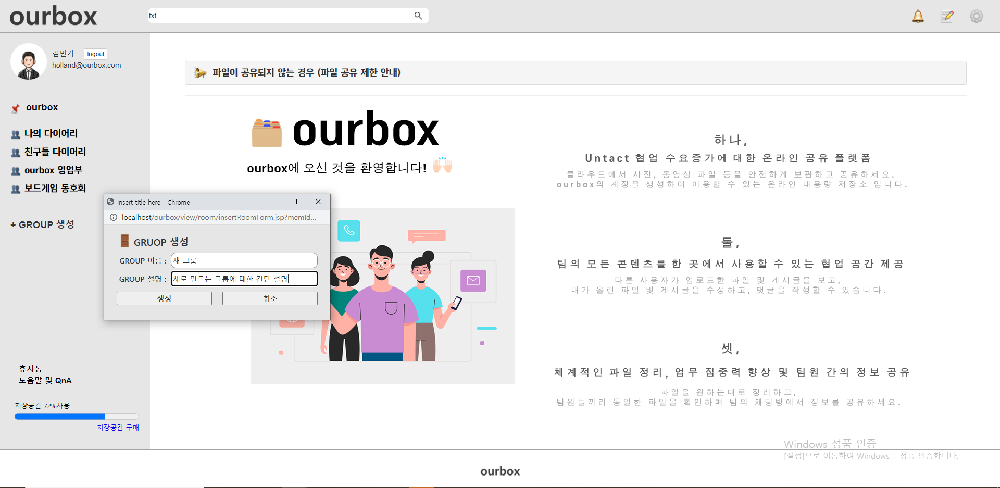 ourbox
txt
김민기
logout
holland@ourbox.com
ourbox
나의 다이어리
친구들 다이어리
ourbox 영업부
보드게임 동호회
+ GROUP 생성
휴지통
도움말 및 QnA
저장공간 72%사용
저장공간 구매
파일이 공유되지 않는 경우 (파일 공유 제한 안내)
ourbox
ourbox에 오신 것을 환영합니다!
Insert title here - Chrome
localhost/ourbox/view/room/insertRoomForm.jsp?memId...
GRUOP 생성
GROUP 이름 : 새 그룹
GROUP 설명 : 새로 만드는 그룹에 대한 간단 설명
생성 취소
하나,
Untact 협업 수요증가에 대한 온라인 공유 플랫폼
클라우드에서 사진, 동영상 파일 등을 안전하게 보관하고 공유하세요.
ourbox의 계정을 생성하여 이용할 수 있는 온라인 대용량 저장소 입니다.
둘,
팀의 모든 콘텐츠를 한 곳에서 사용할 수 있는 협업 공간 제공
다른 사용자가 업로드한 파일 및 게시글을 보고,
내가 올린 파일 및 게시글을 수정하고, 댓글을 작성할 수 있습니다.
셋,
체계적인 파일 정리, 업무 집중력 향상 및 팀원 간의 정보 공유
파일을 원하는대로 정리하고,
팀원들끼리 동일한 파일을 확인하며 팀의 채팅방에서 정보를 공유하세요.
Windows 정품 인증
[설정]으로 이동하여 Windows를 정품 인증합니다.
ourbox